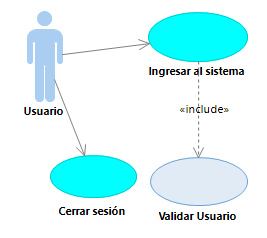 Ingresar al sistema
Usuario
«include»
Cerrar sesión
Validar Usuario